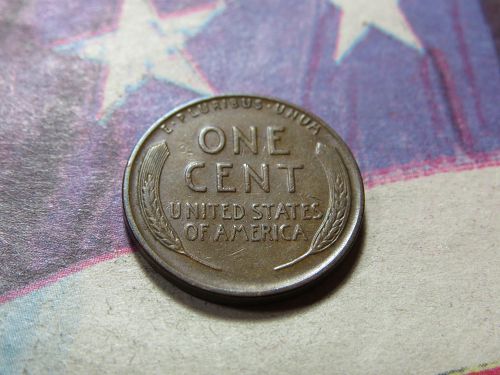 E·PLURIBUS·UNUM
ONE
CENT
UNITED STATES
OF AMERICA